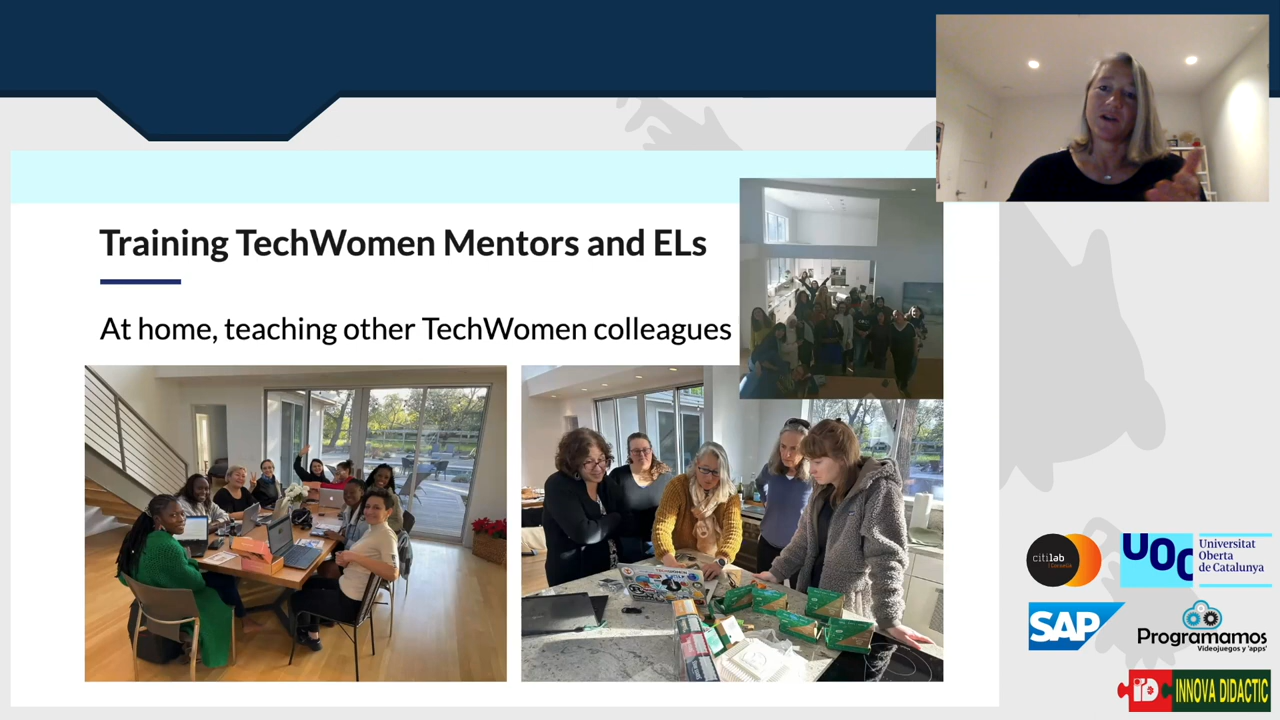 Training TechWomen Mentors and ELs
At home, teaching other TechWomen colleagues
citilab
Cornellà
UOC
Universitat
Oberta
de Catalunya
SAP
Programamos
Videojuegos y 'apps'
iD INNOVA DIDACTIC